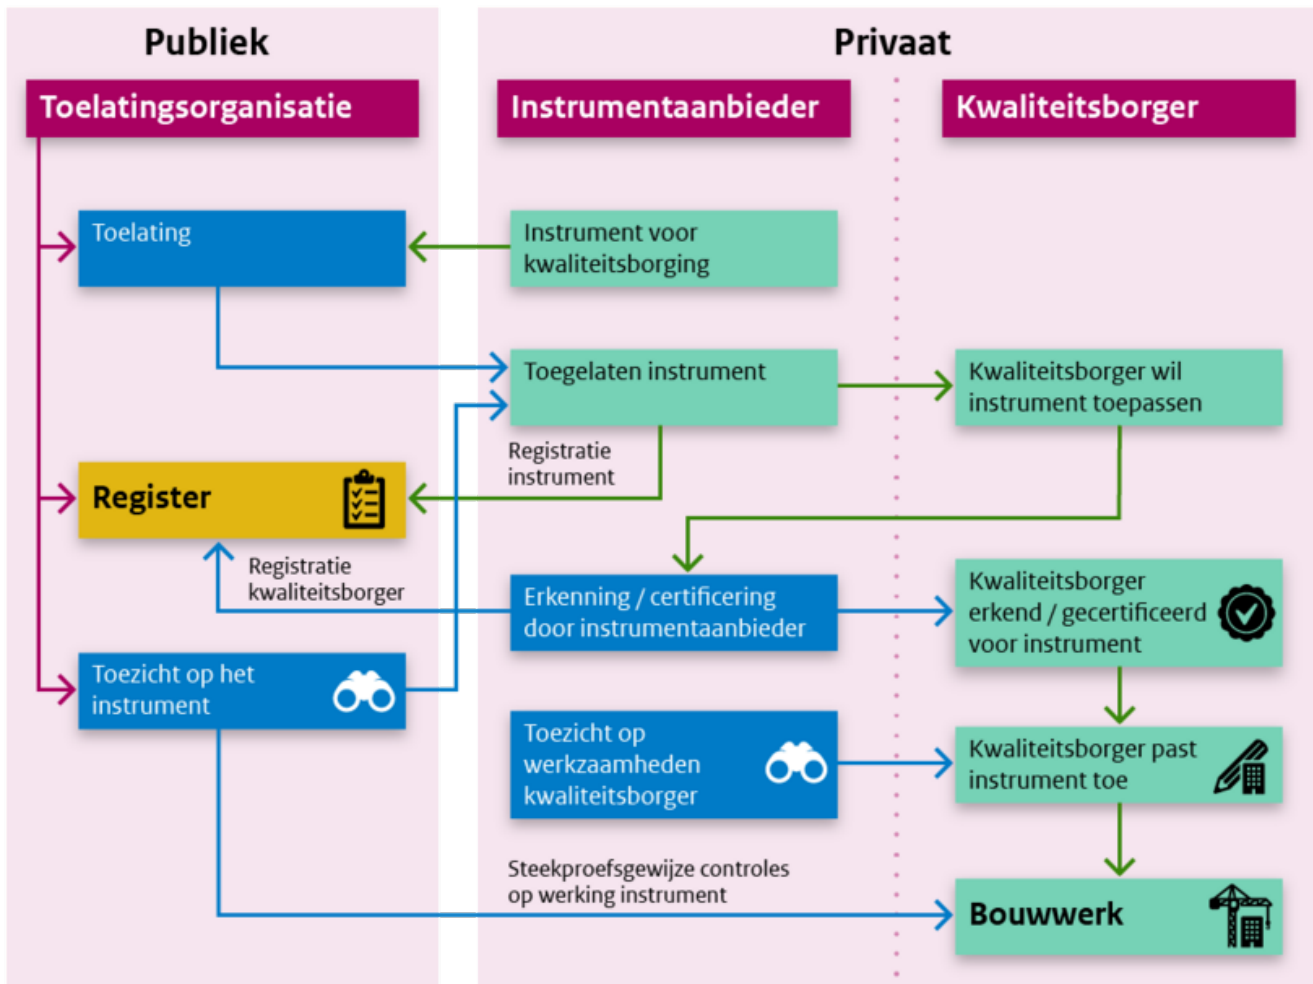 Publiek
Privaat
Toelatingsorganisatie
Instrumentaanbieder
Kwaliteitsborger
Toelating
Instrument voor
kwaliteitsborging
Toegelaten instrument
Kwaliteitsborger wil
instrument toepassen
Registratie
instrument
Register
Registratie
kwaliteitsborger
Erkenning / certificering
door instrumentaanbieder
Kwaliteitsborger
erkend / gecertificeerd
voor instrument
Toezicht op het
instrument
Toezicht op
werkzaamheden
kwaliteitsborger
Kwaliteitsborger past
instrument toe
Steekproefsgewijze controles
op werking instrument
Bouwwerk